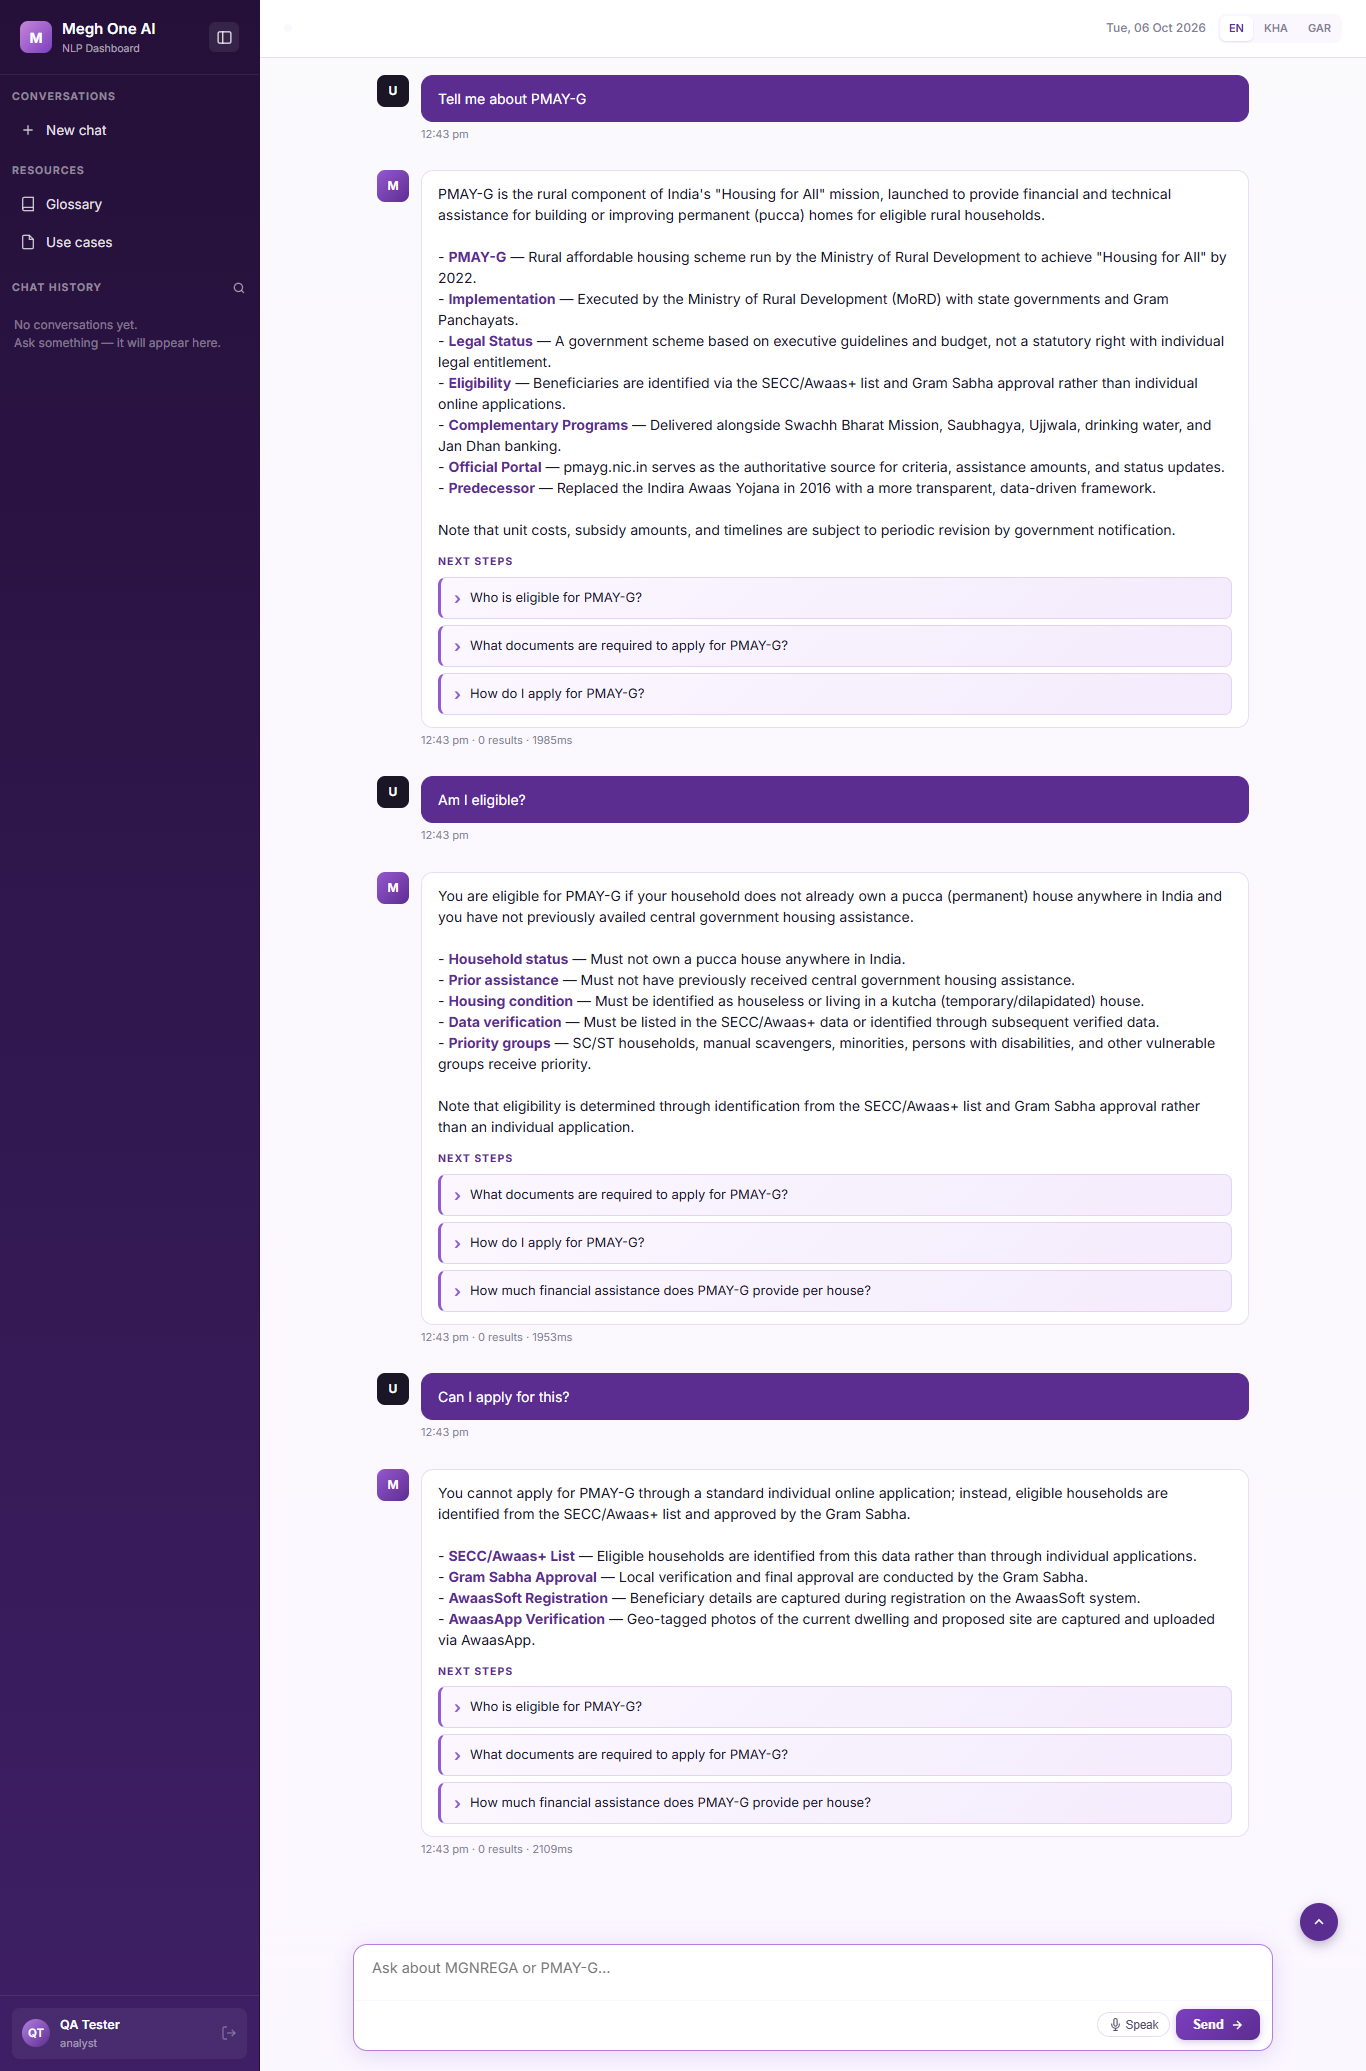 M
Megh One AI
NLP Dashboard
CONVERSATIONS
+ New chat
RESOURCES
Glossary
Use cases
CHAT HISTORY
No conversations yet.
Ask something — it will appear here.
QT
QA Tester
analyst
Tue, 06 Oct 2026
EN KHA GAR
U
Tell me about PMAY-G
12:43 pm
M
PMAY-G is the rural component of India's "Housing for All" mission, launched to provide financial and technical
assistance for building or improving permanent (pucca) homes for eligible rural households.
- PMAY-G — Rural affordable housing scheme run by the Ministry of Rural Development to achieve "Housing for All" by
2022.
- Implementation — Executed by the Ministry of Rural Development (MoRD) with state governments and Gram
Panchayats.
- Legal Status — A government scheme based on executive guidelines and budget, not a statutory right with individual
legal entitlement.
- Eligibility — Beneficiaries are identified via the SECC/Awaas+ list and Gram Sabha approval rather than individual
online applications.
- Complementary Programs — Delivered alongside Swachh Bharat Mission, Saubhagya, Ujjwala, drinking water, and
Jan Dhan banking.
- Official Portal — pmayg.nic.in serves as the authoritative source for criteria, assistance amounts, and status updates.
- Predecessor — Replaced the Indira Awaas Yojana in 2016 with a more transparent, data-driven framework.
Note that unit costs, subsidy amounts, and timelines are subject to periodic revision by government notification.
NEXT STEPS
› Who is eligible for PMAY-G?
› What documents are required to apply for PMAY-G?
› How do I apply for PMAY-G?
12:43 pm · 0 results · 1985ms
U
Am I eligible?
12:43 pm
M
You are eligible for PMAY-G if your household does not already own a pucca (permanent) house anywhere in India and
you have not previously availed central government housing assistance.
- Household status — Must not own a pucca house anywhere in India.
- Prior assistance — Must not have previously received central government housing assistance.
- Housing condition — Must be identified as houseless or living in a kutcha (temporary/dilapidated) house.
- Data verification — Must be listed in the SECC/Awaas+ data or identified through subsequent verified data.
- Priority groups — SC/ST households, manual scavengers, minorities, persons with disabilities, and other vulnerable
groups receive priority.
Note that eligibility is determined through identification from the SECC/Awaas+ list and Gram Sabha approval rather
than an individual application.
NEXT STEPS
› What documents are required to apply for PMAY-G?
› How do I apply for PMAY-G?
› How much financial assistance does PMAY-G provide per house?
12:43 pm · 0 results · 1953ms
U
Can I apply for this?
12:43 pm
M
You cannot apply for PMAY-G through a standard individual online application; instead, eligible households are
identified from the SECC/Awaas+ list and approved by the Gram Sabha.
- SECC/Awaas+ List — Eligible households are identified from this data rather than through individual applications.
- Gram Sabha Approval — Local verification and final approval are conducted by the Gram Sabha.
- AwaasSoft Registration — Beneficiary details are captured during registration on the AwaasSoft system.
- AwaasApp Verification — Geo-tagged photos of the current dwelling and proposed site are captured and uploaded
via AwaasApp.
NEXT STEPS
› Who is eligible for PMAY-G?
› What documents are required to apply for PMAY-G?
› How much financial assistance does PMAY-G provide per house?
12:43 pm · 0 results · 2109ms
Ask about MGNREGA or PMAY-G...
Speak
Send →